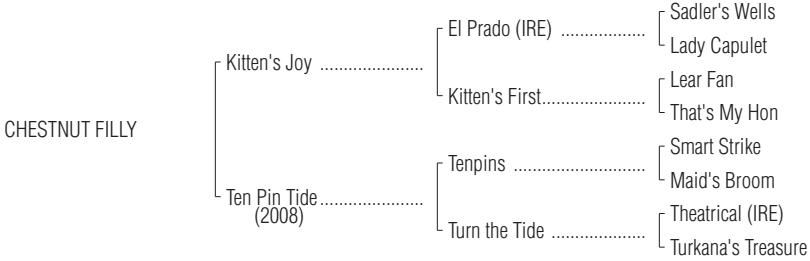 Sadler's Wells
El Prado (IRE) ...................
Lady Capulet
Kitten's Joy ......................
Lear Fan
Kitten's First......................
That's My Hon
CHESTNUT FILLY
Smart Strike
Tenpins ............................
Maid's Broom
Ten Pin Tide......................
(2008)
Theatrical (IRE)
Turn the Tide ....................
Turkana's Treasure